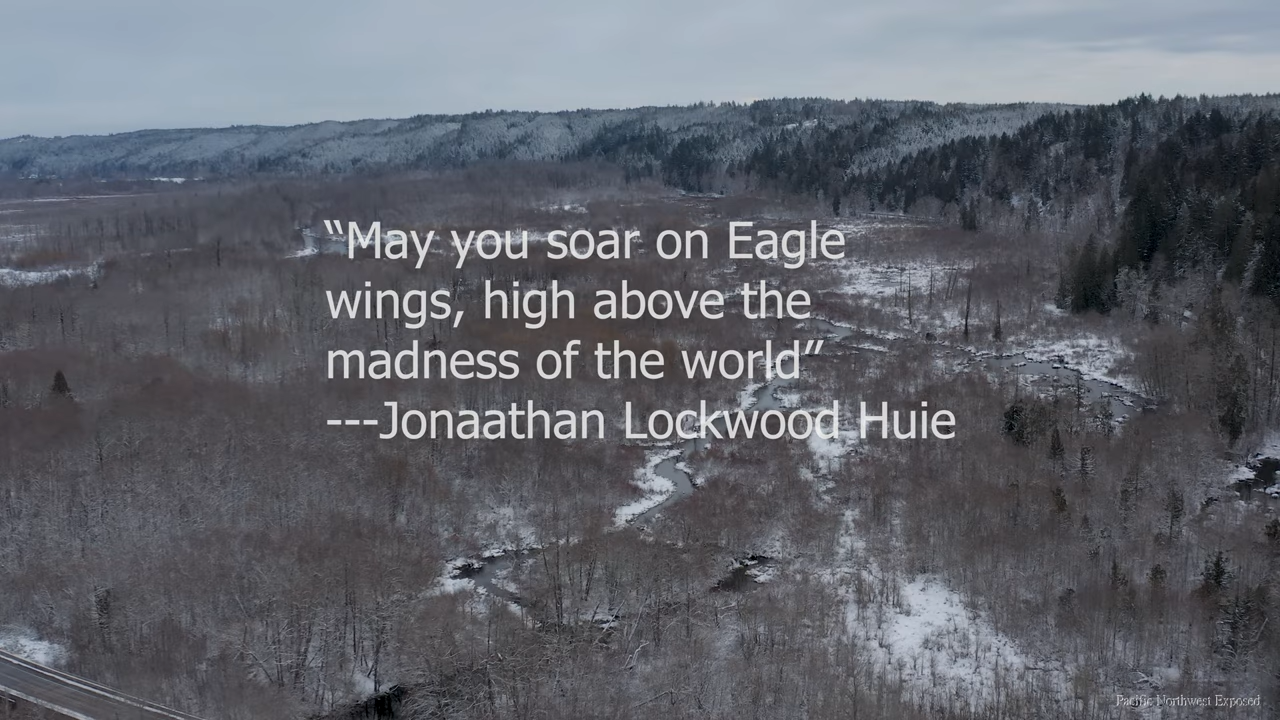 “May you soar on Eagle
wings, high above the
madness of the world”
---Jonaathan Lockwood Huie
Pacific Northwest Exposed